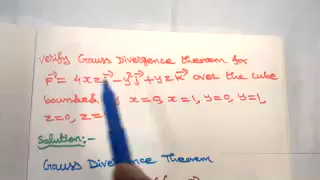 Verify Gauss Divergence theorem for
F⃗ = 4xz i⃗ - y² j⃗ + yz k⃗ over the cube
bounded x=0, x=1, y=0, y=1,
z=0, z=
Solution:-
Gauss Divergence Theorem